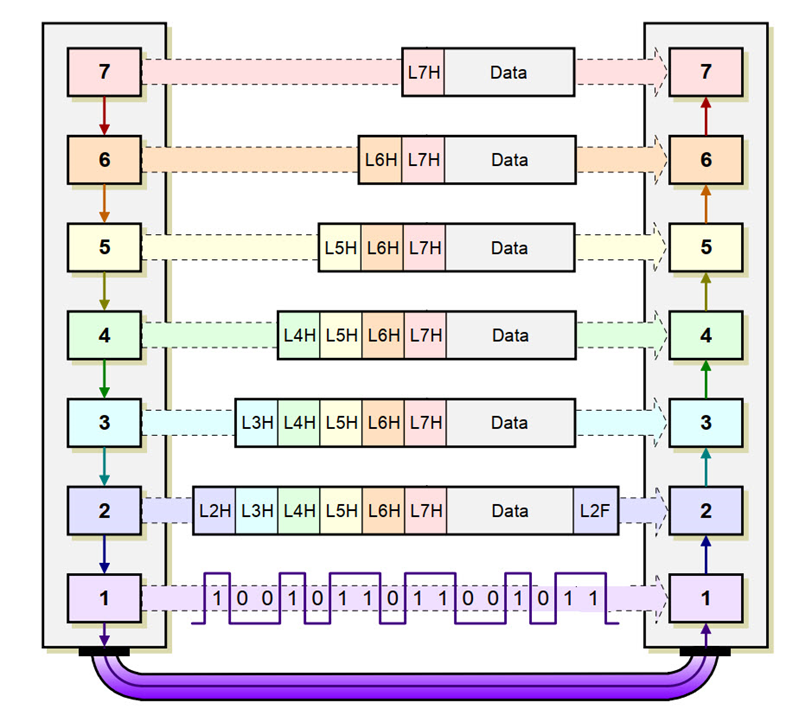 7 L7H Data 7
6 L6H L7H Data 6
5 L5H L6H L7H Data 5
4 L4H L5H L6H L7H Data 4
3 L3H L4H L5H L6H L7H Data 3
2 L2H L3H L4H L5H L6H L7H Data L2F 2
1 1 0 0 1 0 1 1 0 1 1 0 0 1 0 1 1 1